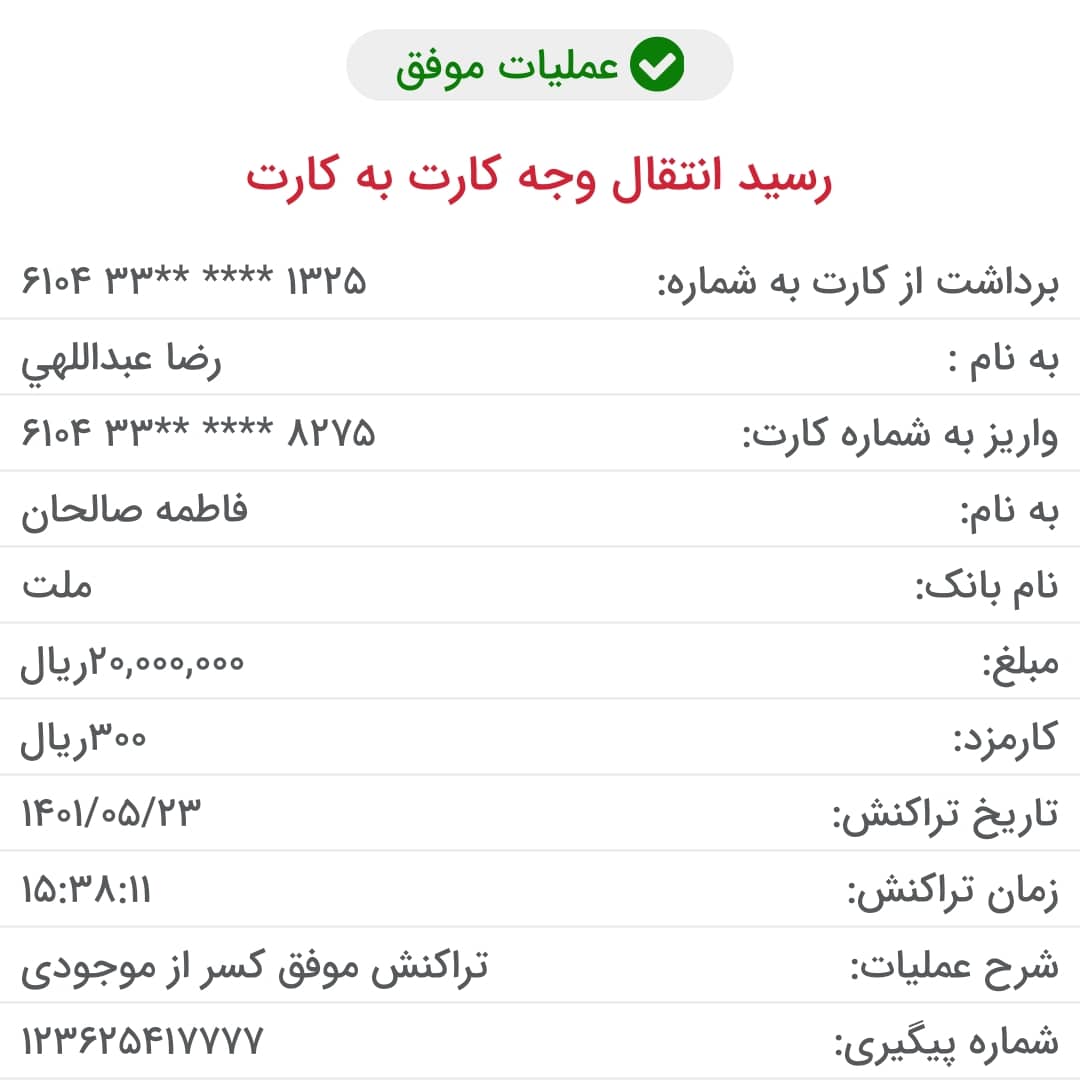 عملیات موفق
رسید انتقال وجه کارت به کارت
برداشت از کارت به شماره: ۶۱۰۴ ۳۳** **** ۱۳۲۵
به نام : رضا عبداللهي
واریز به شماره کارت: ۶۱۰۴ ۳۳** **** ۸۲۷۵
به نام: فاطمه صالحان
نام بانک: ملت
مبلغ: ۲۰,۰۰۰,۰۰۰ریال
کارمزد: ۳۰۰ریال
تاریخ تراکنش: ۱۴۰۱/۰۵/۲۳
زمان تراکنش: ۱۵:۳۸:۱۱
شرح عملیات: تراکنش موفق کسر از موجودی
شماره پیگیری: ۱۲۳۶۲۵۴۱۷۷۷۷